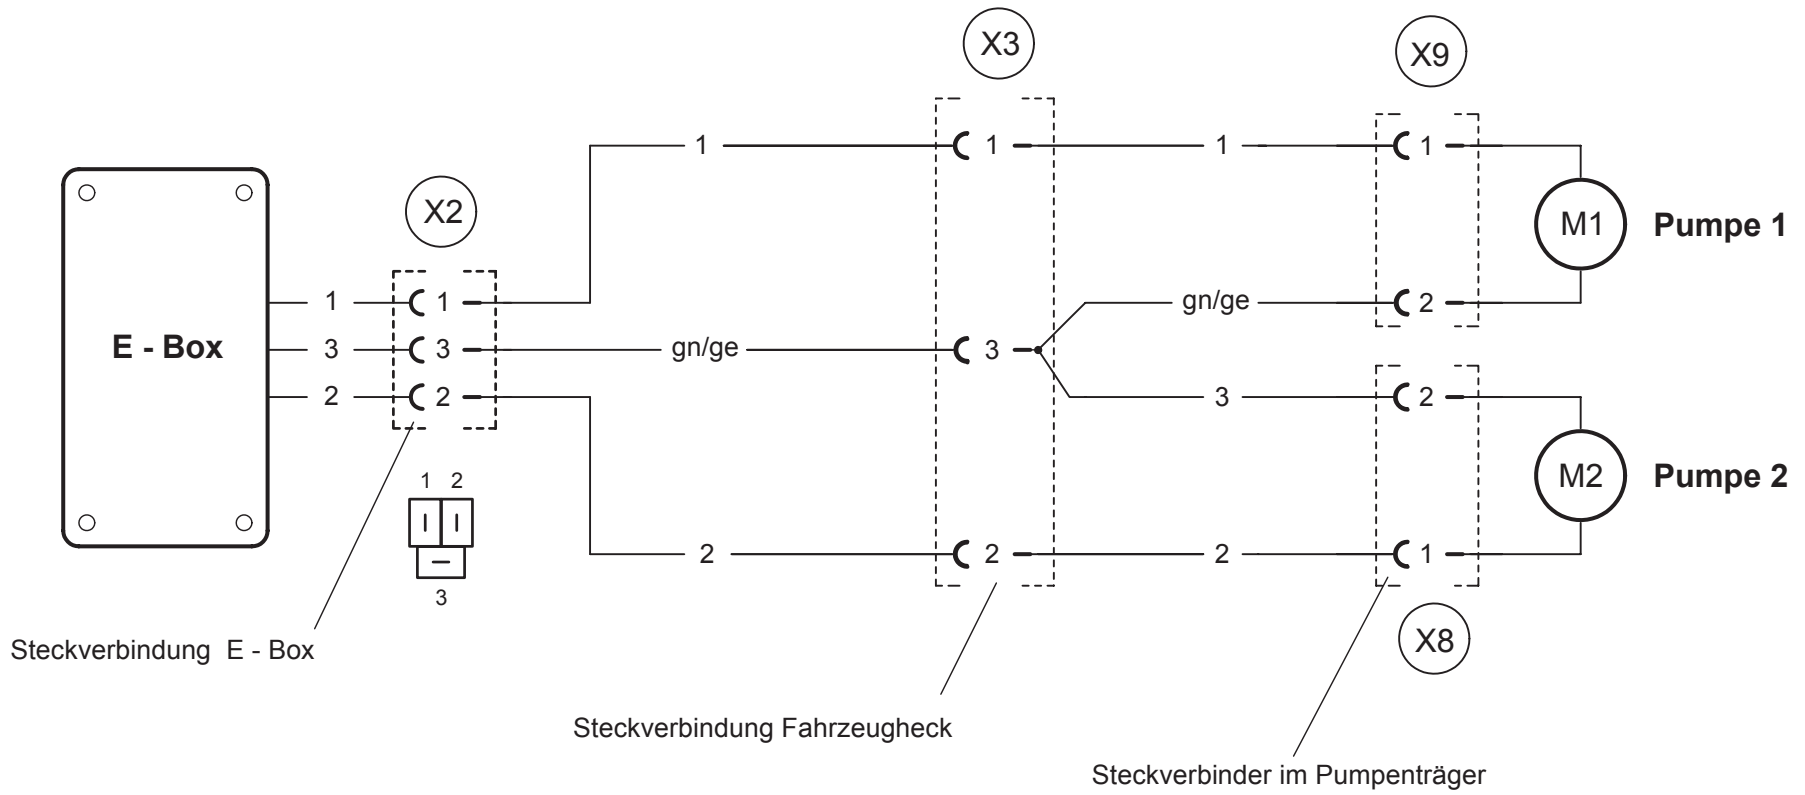 X3
X9
1 1 1 1
X2
M1 Pumpe 1
1 1 gn/ge 2
E - Box 3 3 gn/ge 3
2 2 3 2
M2 Pumpe 2
1 2
2 2 2 1
3
X8
Steckverbindung E - Box
Steckverbindung Fahrzeugheck
Steckverbinder im Pumpenträger